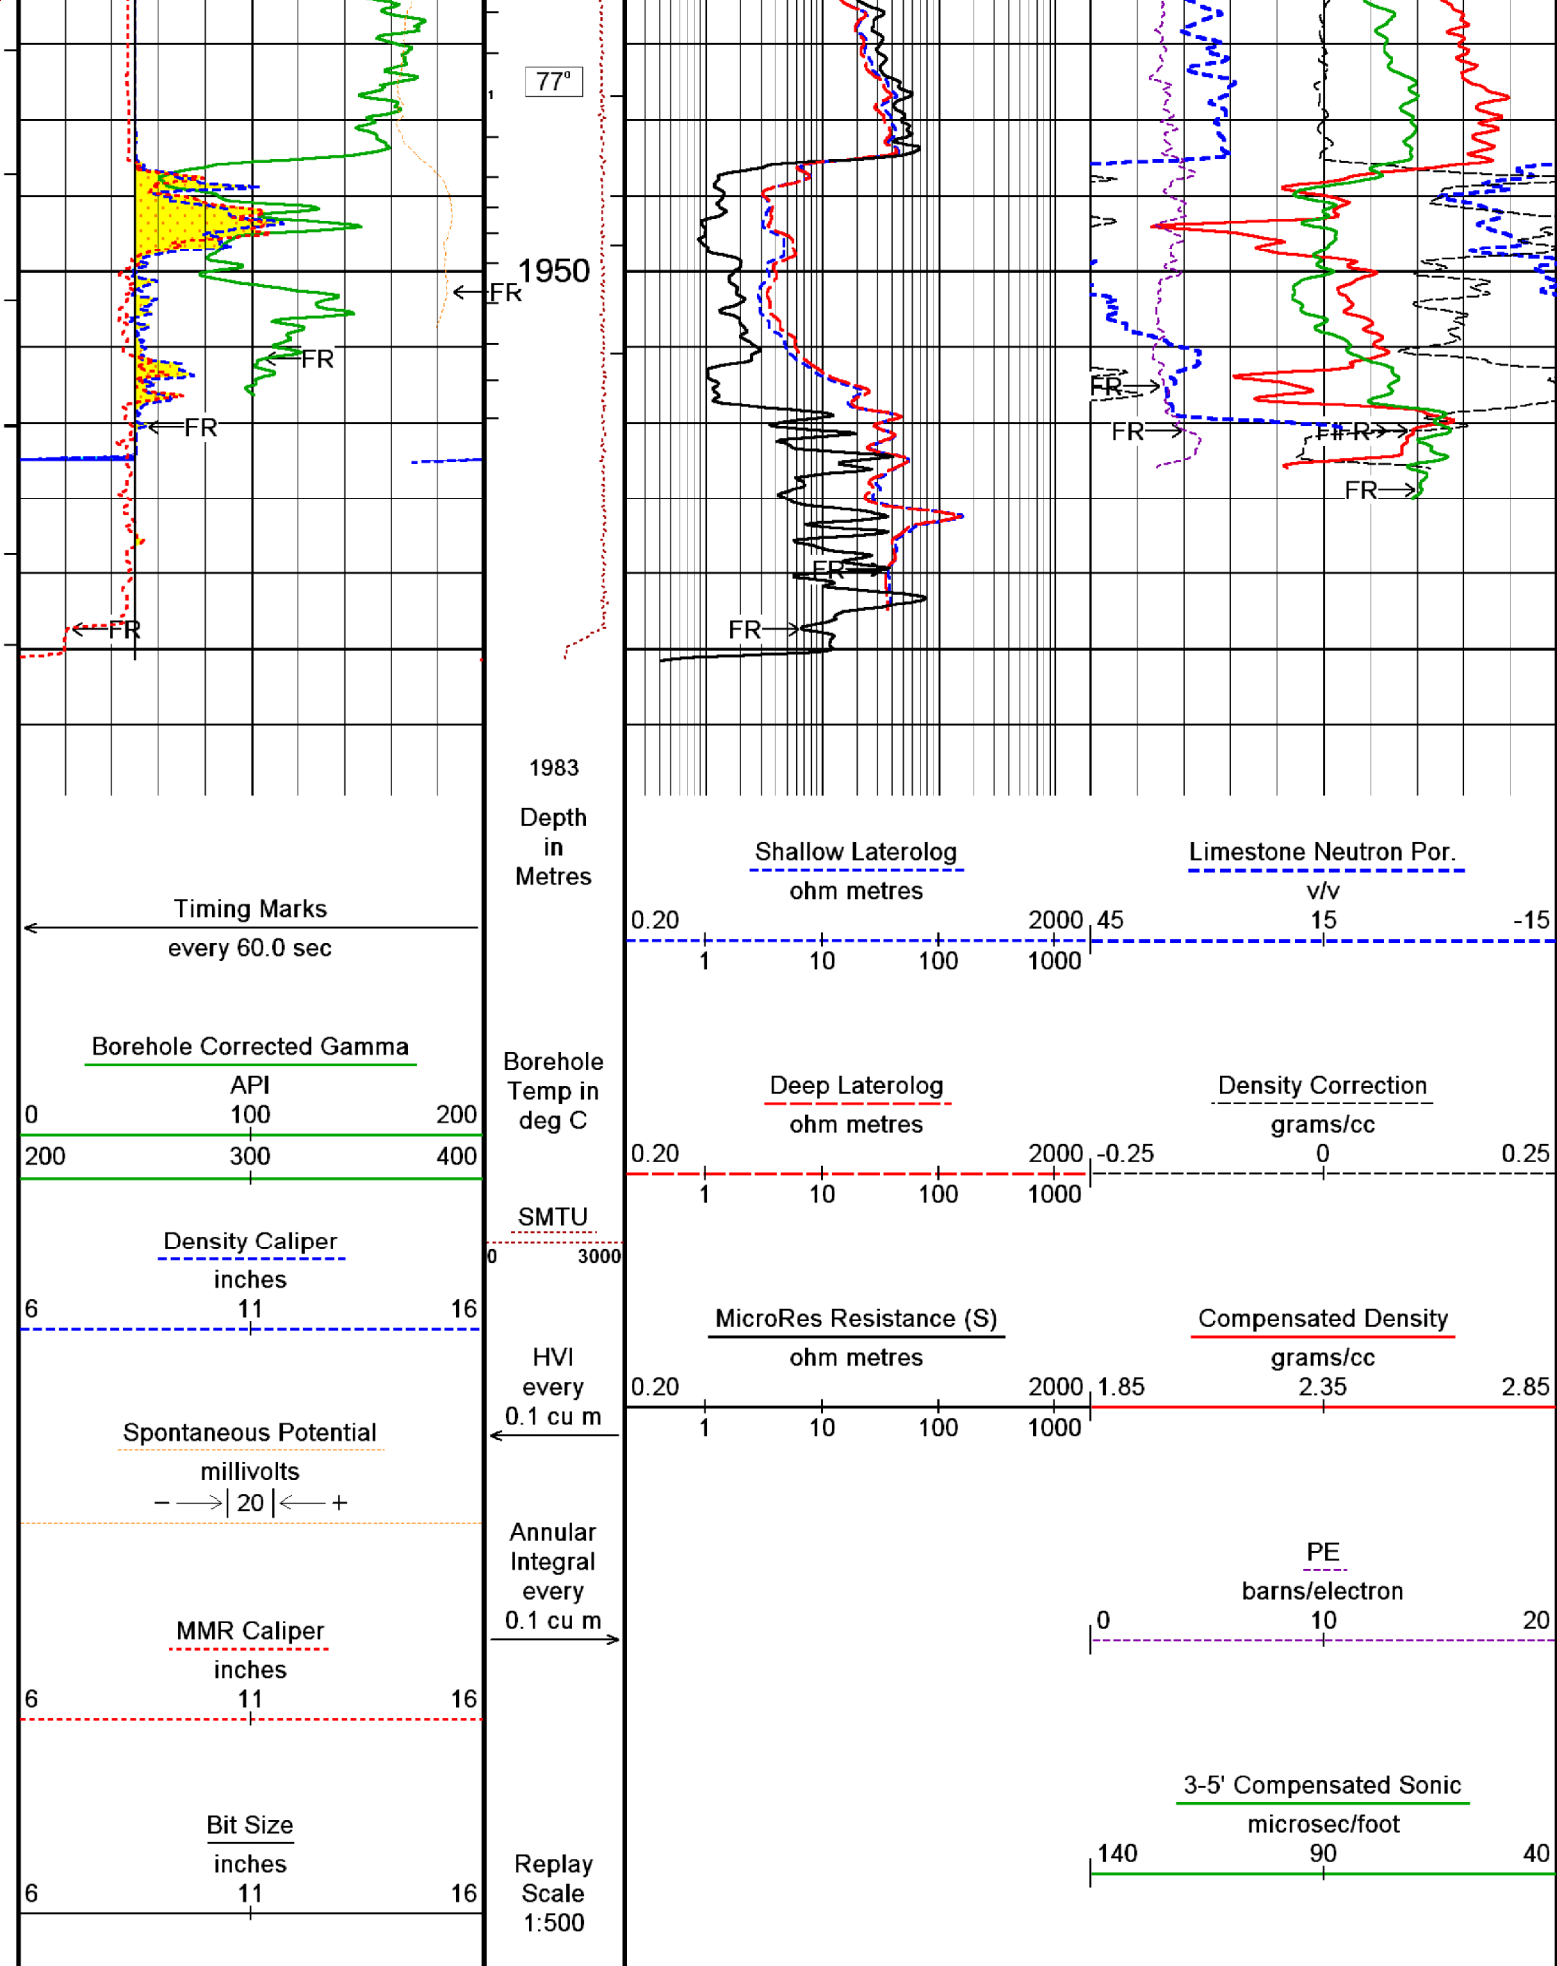 77°
1
1950
FR
FR
FR
FR
FR
FR
FR
FR
FR
FR
1983
Depth
in
Metres
Timing Marks
every 60.0 sec
Borehole Corrected Gamma
API
0 100 200
200 300 400
Density Caliper
inches
6 11 16
Spontaneous Potential
millivolts
− 20 +
MMR Caliper
inches
6 11 16
Bit Size
inches
6 11 16
Borehole
Temp in
deg C
SMTU
0 3000
HVI
every
0.1 cu m
Annular
Integral
every
0.1 cu m
Replay
Scale
1:500
Shallow Laterolog
ohm metres
0.20 2000
1 10 100 1000
Deep Laterolog
ohm metres
0.20 2000
1 10 100 1000
MicroRes Resistance (S)
ohm metres
0.20 2000
1 10 100 1000
Limestone Neutron Por.
v/v
45 15 -15
Density Correction
grams/cc
-0.25 0 0.25
Compensated Density
grams/cc
1.85 2.35 2.85
PE
barns/electron
0 10 20
3-5' Compensated Sonic
microsec/foot
140 90 40